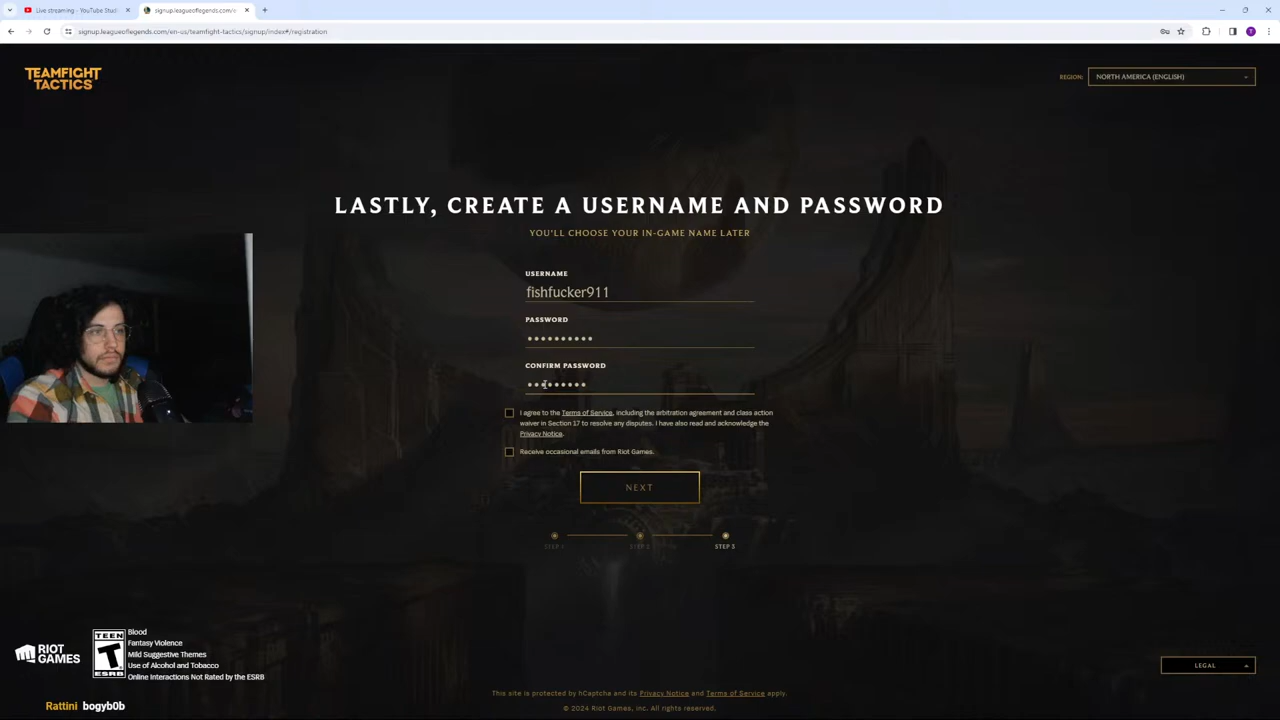 Live streaming - YouTube Stud
signup.leagueoflegends.com/e
signup.leagueoflegends.com/en-us/teamfight-tactics/signup/index#/registration
T
TEAMFIGHT
TACTICS
REGION:
NORTH AMERICA (ENGLISH)
LASTLY, CREATE A USERNAME AND PASSWORD
YOU'LL CHOOSE YOUR IN-GAME NAME LATER
USERNAME
fishfucker911
PASSWORD
CONFIRM PASSWORD
I agree to the Terms of Service, including the arbitration agreement and class action
waiver in Section 17 to resolve any disputes. I have also read and acknowledge the
Privacy Notice.
Receive occasional emails from Riot Games.
NEXT
STEP 1
STEP 2
STEP 3
RIOT
GAMES
TEEN
T
ESRB
Blood
Fantasy Violence
Mild Suggestive Themes
Use of Alcohol and Tobacco
Online Interactions Not Rated by the ESRB
LEGAL
This site is protected by hCaptcha and its Privacy Notice and Terms of Service apply.
© 2024 Riot Games, Inc. All rights reserved.
Rattini bogyb0b